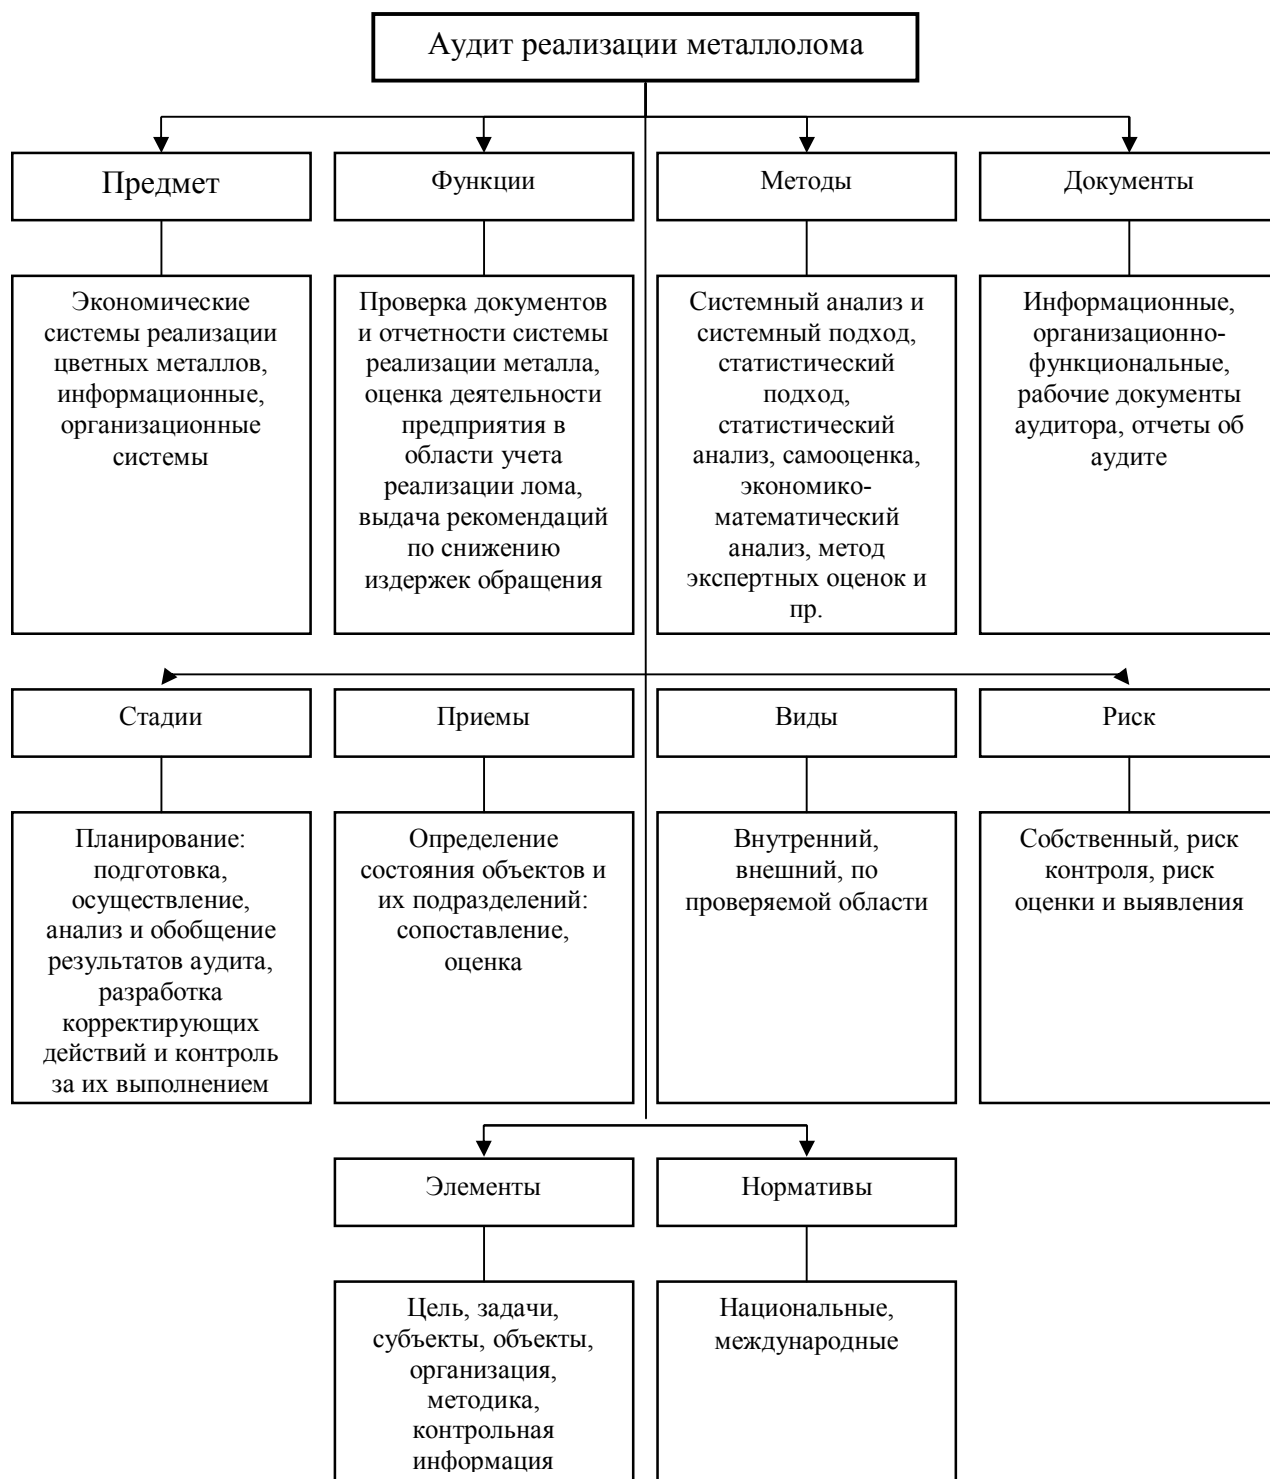 Аудит реализации металлолома
Предмет
Функции
Методы
Документы
Экономические
системы реализации
цветных металлов,
информационные,
организационные
системы
Проверка документов
и отчетности системы
реализации металла,
оценка деятельности
предприятия в
области учета
реализации лома,
выдача рекомендаций
по снижению
издержек обращения
Системный анализ и
системный подход,
статистический
подход,
статистический
анализ, самооценка,
экономико-
математический
анализ, метод
экспертных оценок и
пр.
Информационные,
организационно-
функциональные,
рабочие документы
аудитора, отчеты об
аудите
Стадии
Приемы
Виды
Риск
Планирование:
подготовка,
осуществление,
анализ и обобщение
результатов аудита,
разработка
корректирующих
действий и контроль
за их выполнением
Определение
состояния объектов и
их подразделений:
сопоставление,
оценка
Внутренний,
внешний, по
проверяемой области
Собственный, риск
контроля, риск
оценки и выявления
Элементы
Нормативы
Цель, задачи,
субъекты, объекты,
организация,
методика,
контрольная
информация
Национальные,
международные